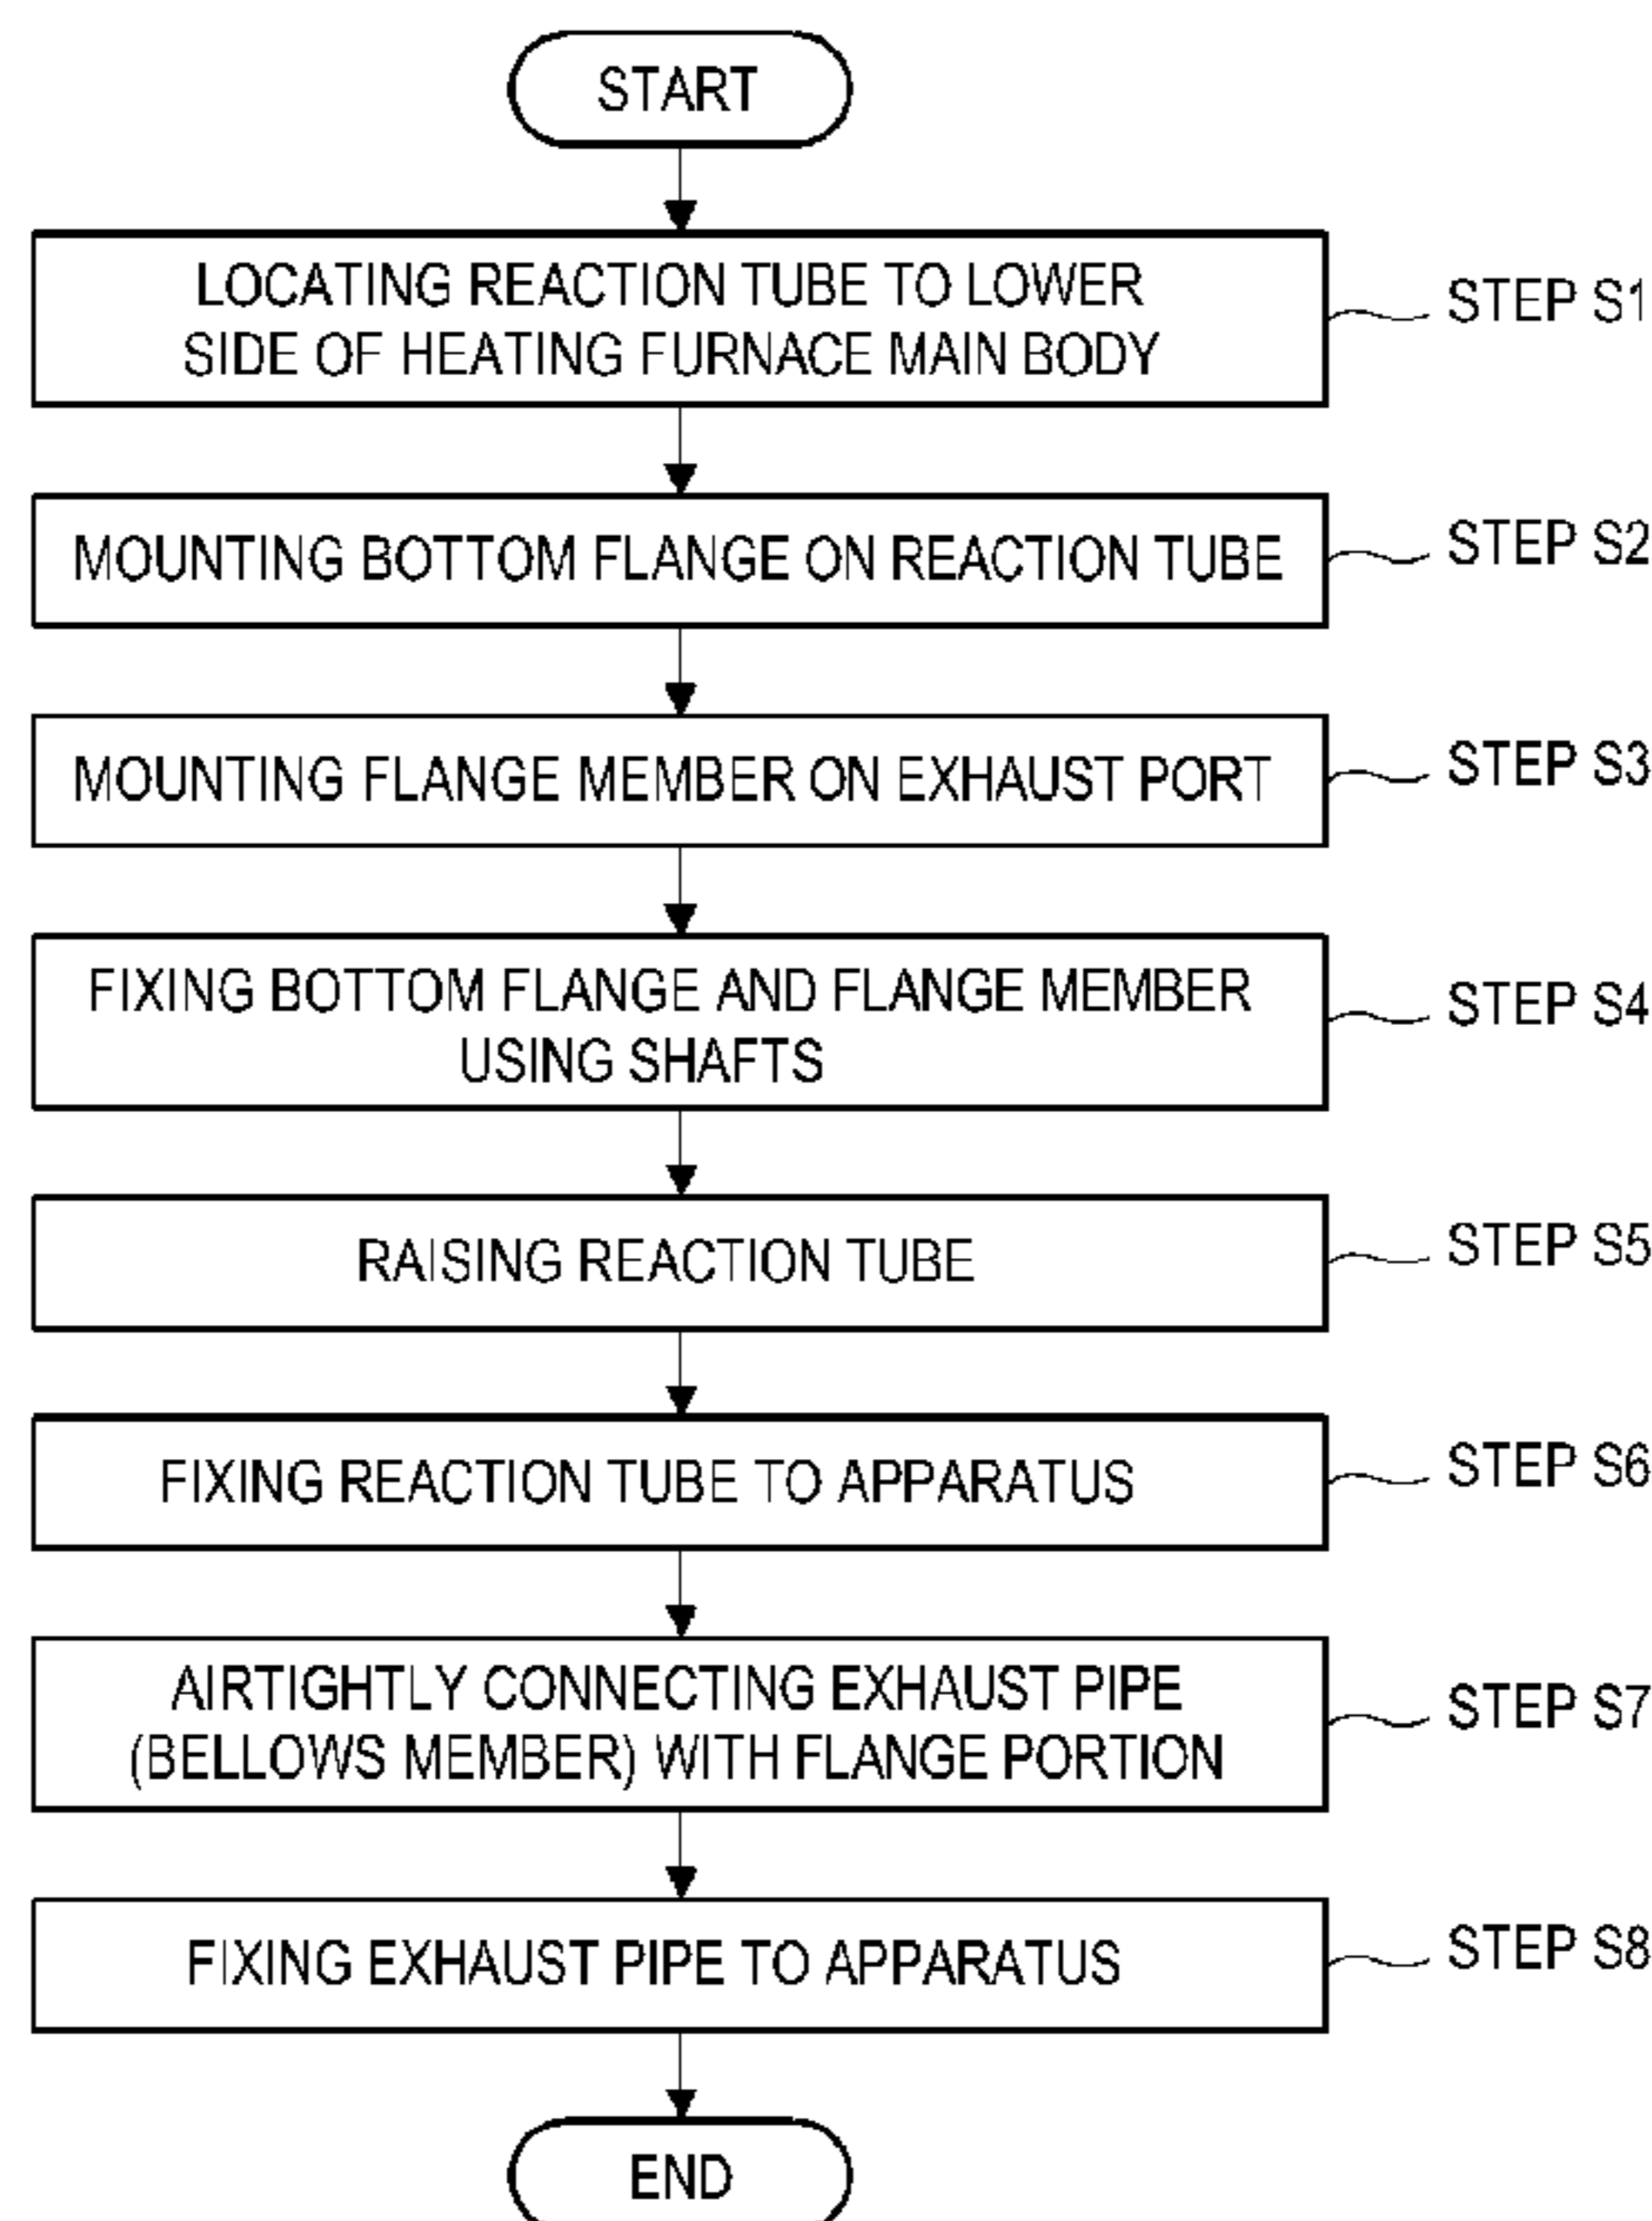 START
LOCATING REACTION TUBE TO LOWER
SIDE OF HEATING FURNACE MAIN BODY
STEP S1
MOUNTING BOTTOM FLANGE ON REACTION TUBE
STEP S2
MOUNTING FLANGE MEMBER ON EXHAUST PORT
STEP S3
FIXING BOTTOM FLANGE AND FLANGE MEMBER
USING SHAFTS
STEP S4
RAISING REACTION TUBE
STEP S5
FIXING REACTION TUBE TO APPARATUS
STEP S6
AIRTIGHTLY CONNECTING EXHAUST PIPE
(BELLOWS MEMBER) WITH FLANGE PORTION
STEP S7
FIXING EXHAUST PIPE TO APPARATUS
STEP S8
END